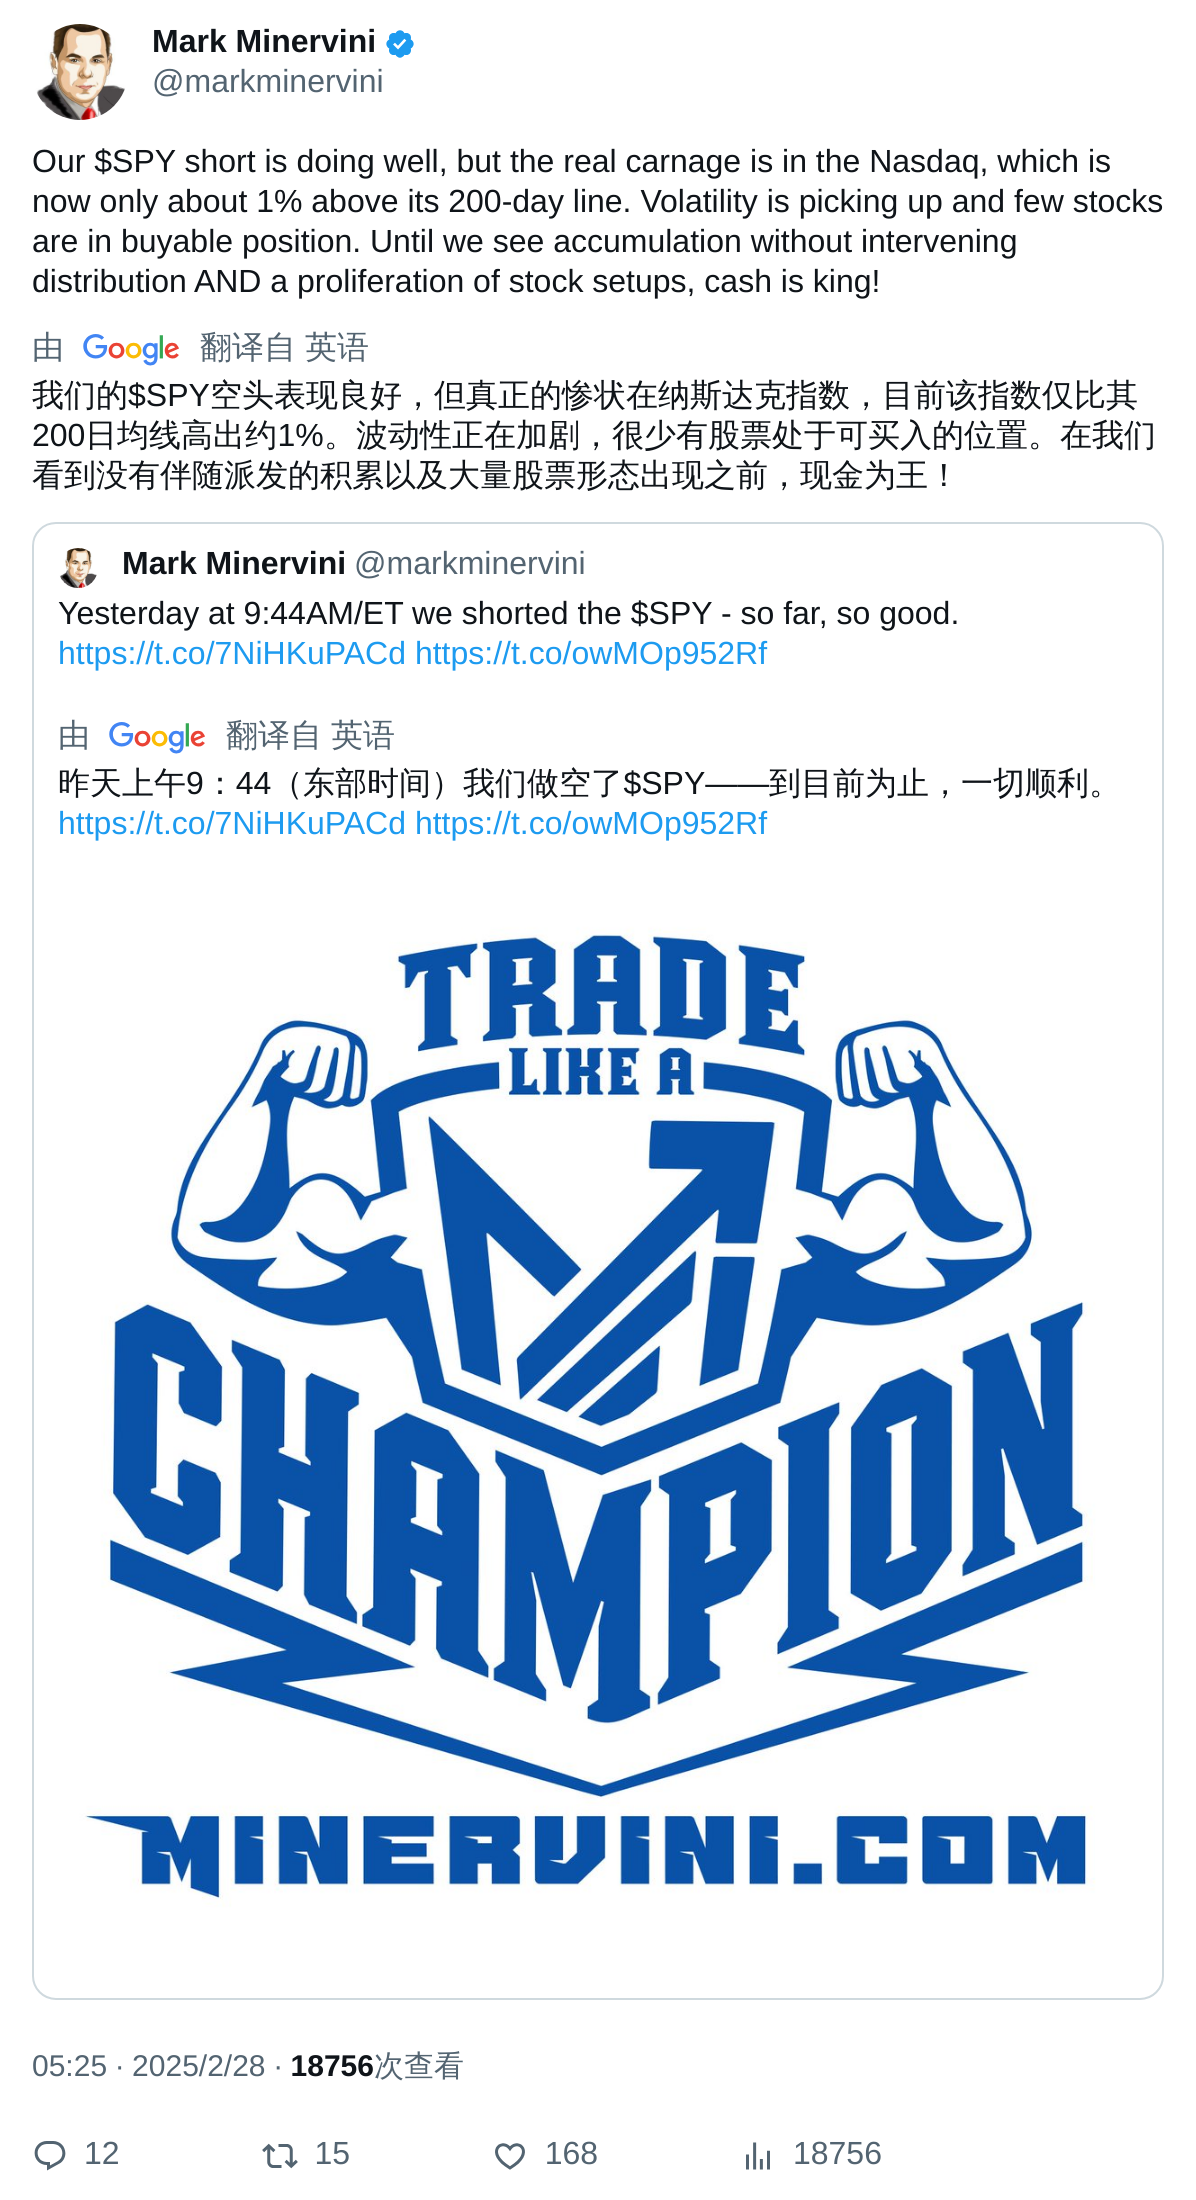 Mark Minervini
@markminervini
Our $SPY short is doing well, but the real carnage is in the Nasdaq, which is
now only about 1% above its 200-day line. Volatility is picking up and few stocks
are in buyable position. Until we see accumulation without intervening
distribution AND a proliferation of stock setups, cash is king!
由 Google 翻译自 英语
我们的$SPY空头表现良好，但真正的惨状在纳斯达克指数，目前该指数仅比其
200日均线高出约1%。波动性正在加剧，很少有股票处于可买入的位置。在我们
看到没有伴随派发的积累以及大量股票形态出现之前，现金为王！
Mark Minervini @markminervini
Yesterday at 9:44AM/ET we shorted the $SPY - so far, so good.
https://t.co/7NiHKuPACd https://t.co/owMOp952Rf
由 Google 翻译自 英语
昨天上午9：44（东部时间）我们做空了$SPY——到目前为止，一切顺利。
https://t.co/7NiHKuPACd https://t.co/owMOp952Rf
TRADE
LIKE A
CHAMPION
MINERVINI.COM
05:25 · 2025/2/28 · 18756次查看
12 15 168 18756